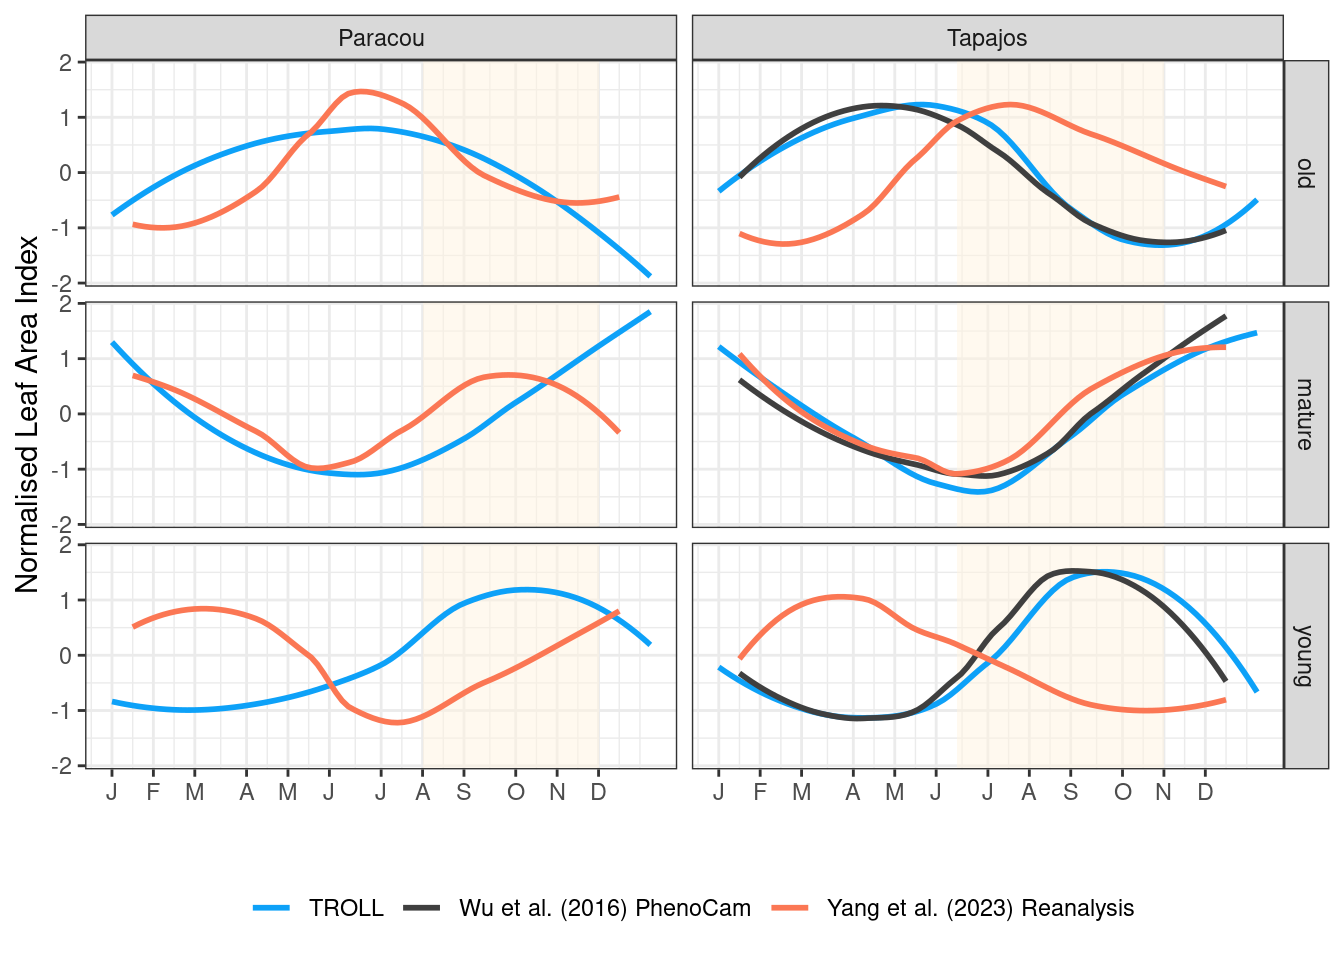 Paracou Tapajos
Normalised Leaf Area Index
2
1
0
-1
-2
old
2
1
0
-1
-2
mature
2
1
0
-1
-2
young
J F M A M J J A S O N D
J F M A M J J A S O N D
TROLL Wu et al. (2016) PhenoCam Yang et al. (2023) Reanalysis